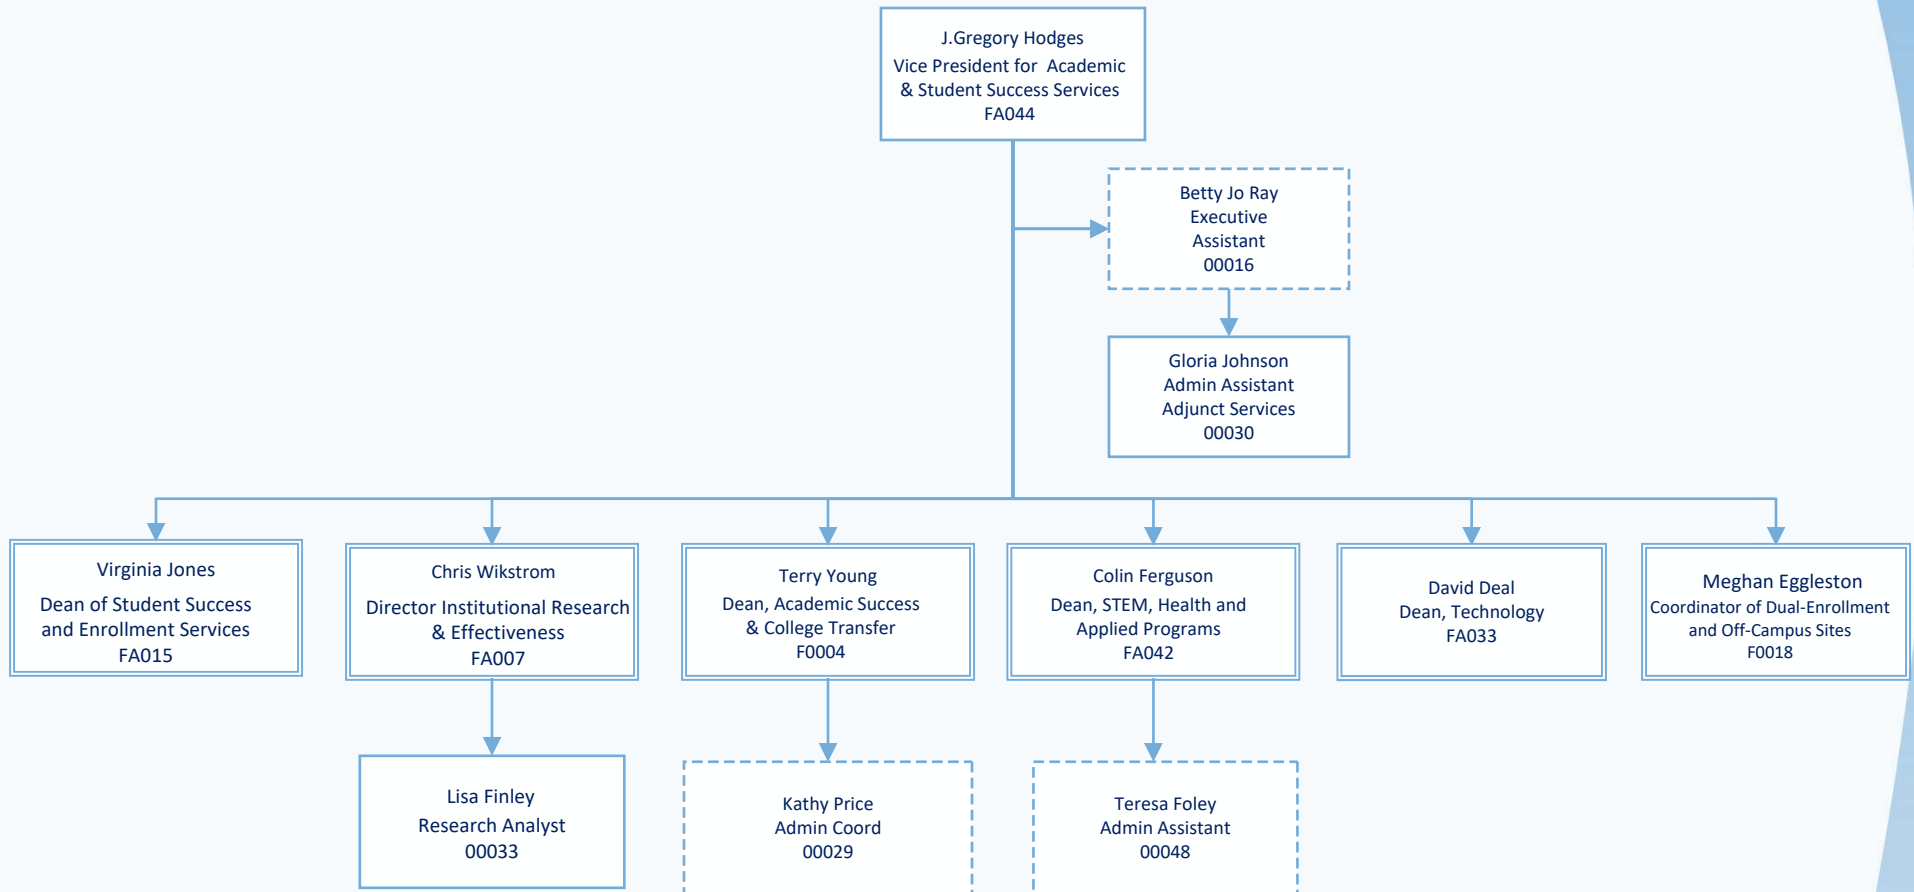 J.Gregory Hodges
Vice President for Academic
& Student Success Services
FA044
Betty Jo Ray
Executive
Assistant
00016
Gloria Johnson
Admin Assistant
Adjunct Services
00030
Virginia Jones
Dean of Student Success
and Enrollment Services
FA015
Chris Wikstrom
Director Institutional Research
& Effectiveness
FA007
Terry Young
Dean, Academic Success
& College Transfer
F0004
Colin Ferguson
Dean, STEM, Health and
Applied Programs
FA042
David Deal
Dean, Technology
FA033
Meghan Eggleston
Coordinator of Dual-Enrollment
and Off-Campus Sites
F0018
Lisa Finley
Research Analyst
00033
Kathy Price
Admin Coord
00029
Teresa Foley
Admin Assistant
00048